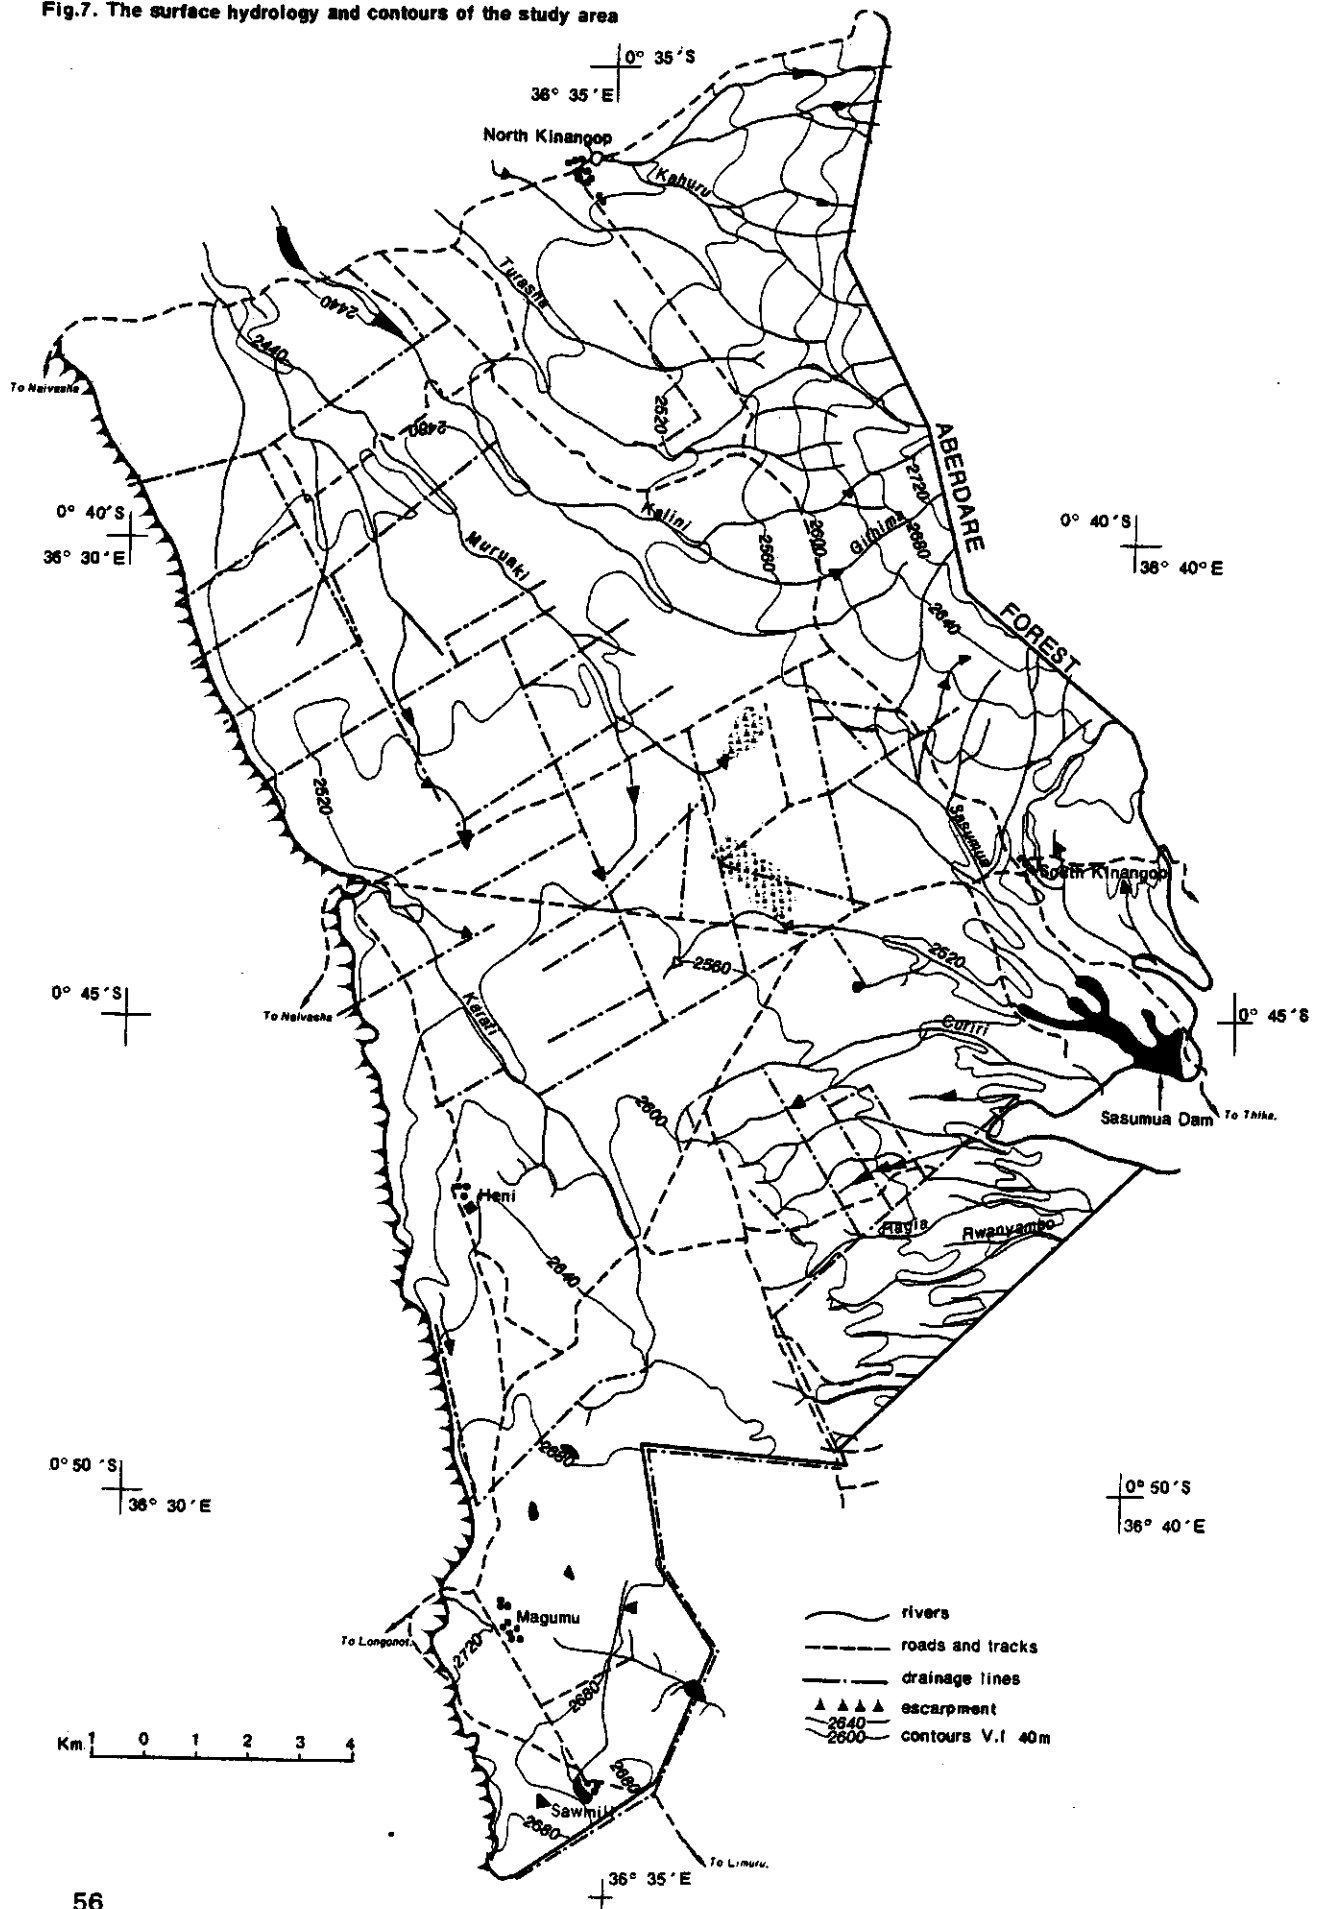 Fig.7. The surface hydrology and contours of the study area
0° 35´S
36° 35´E
North Kinangop
Kahuru
Turasha
2440
2440
To Naivasha
2520
2480
ABERDARE
2720
0° 40´S
36° 30´E
Kalini
Githima
2600
2680
2560
Muruaki
0° 40´S
36° 40°E
2640
FOREST
2520
Sasumua
South Kinangop
2620
2560
0° 45´S
To Naivasha
Karati
Curiri
0° 45´S
2600
Sasumua Dam
To Thika.
Heni
Ragia
Rwanyambo
2640
2680
0° 50´S
36° 30´E
0° 50´S
36° 40´E
Magumu
To Longonot.
2720
2680
rivers
roads and tracks
drainage lines
escarpment
2640
2600
contours V.I 40m
Km 1 0 1 2 3 4
2680
Sawmill
2680
To Limuru.
36° 35´E
56